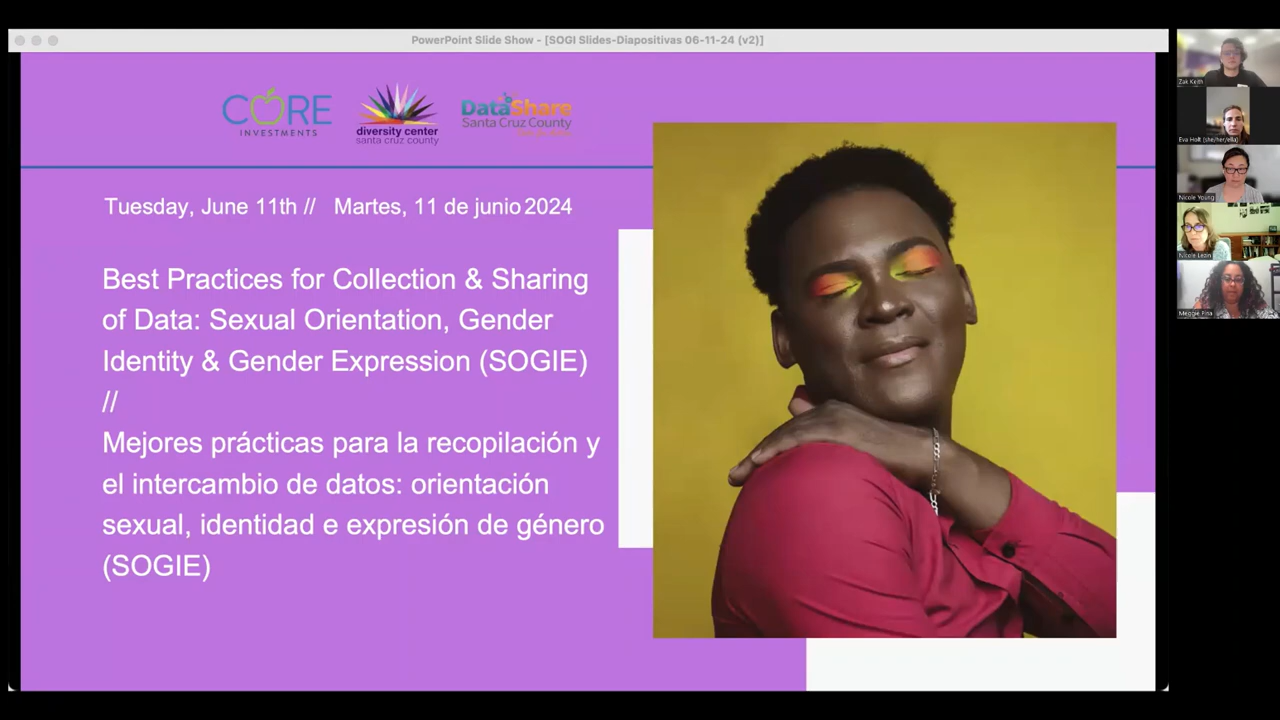 PowerPoint Slide Show - [SOGI Slides-Diapositivas 06-11-24 (v2)]
CORE
INVESTMENTS
diversity center
santa cruz county
DataShare
Santa Cruz County
Tuesday, June 11th // Martes, 11 de junio 2024
Best Practices for Collection & Sharing
of Data: Sexual Orientation, Gender
Identity & Gender Expression (SOGIE)
//
Mejores prácticas para la recopilación y
el intercambio de datos: orientación
sexual, identidad e expresión de género
(SOGIE)
Zak Keith
Eva Holt (she/her/ella)
Nicole Young
Nicole Lezin
Meggie Pina